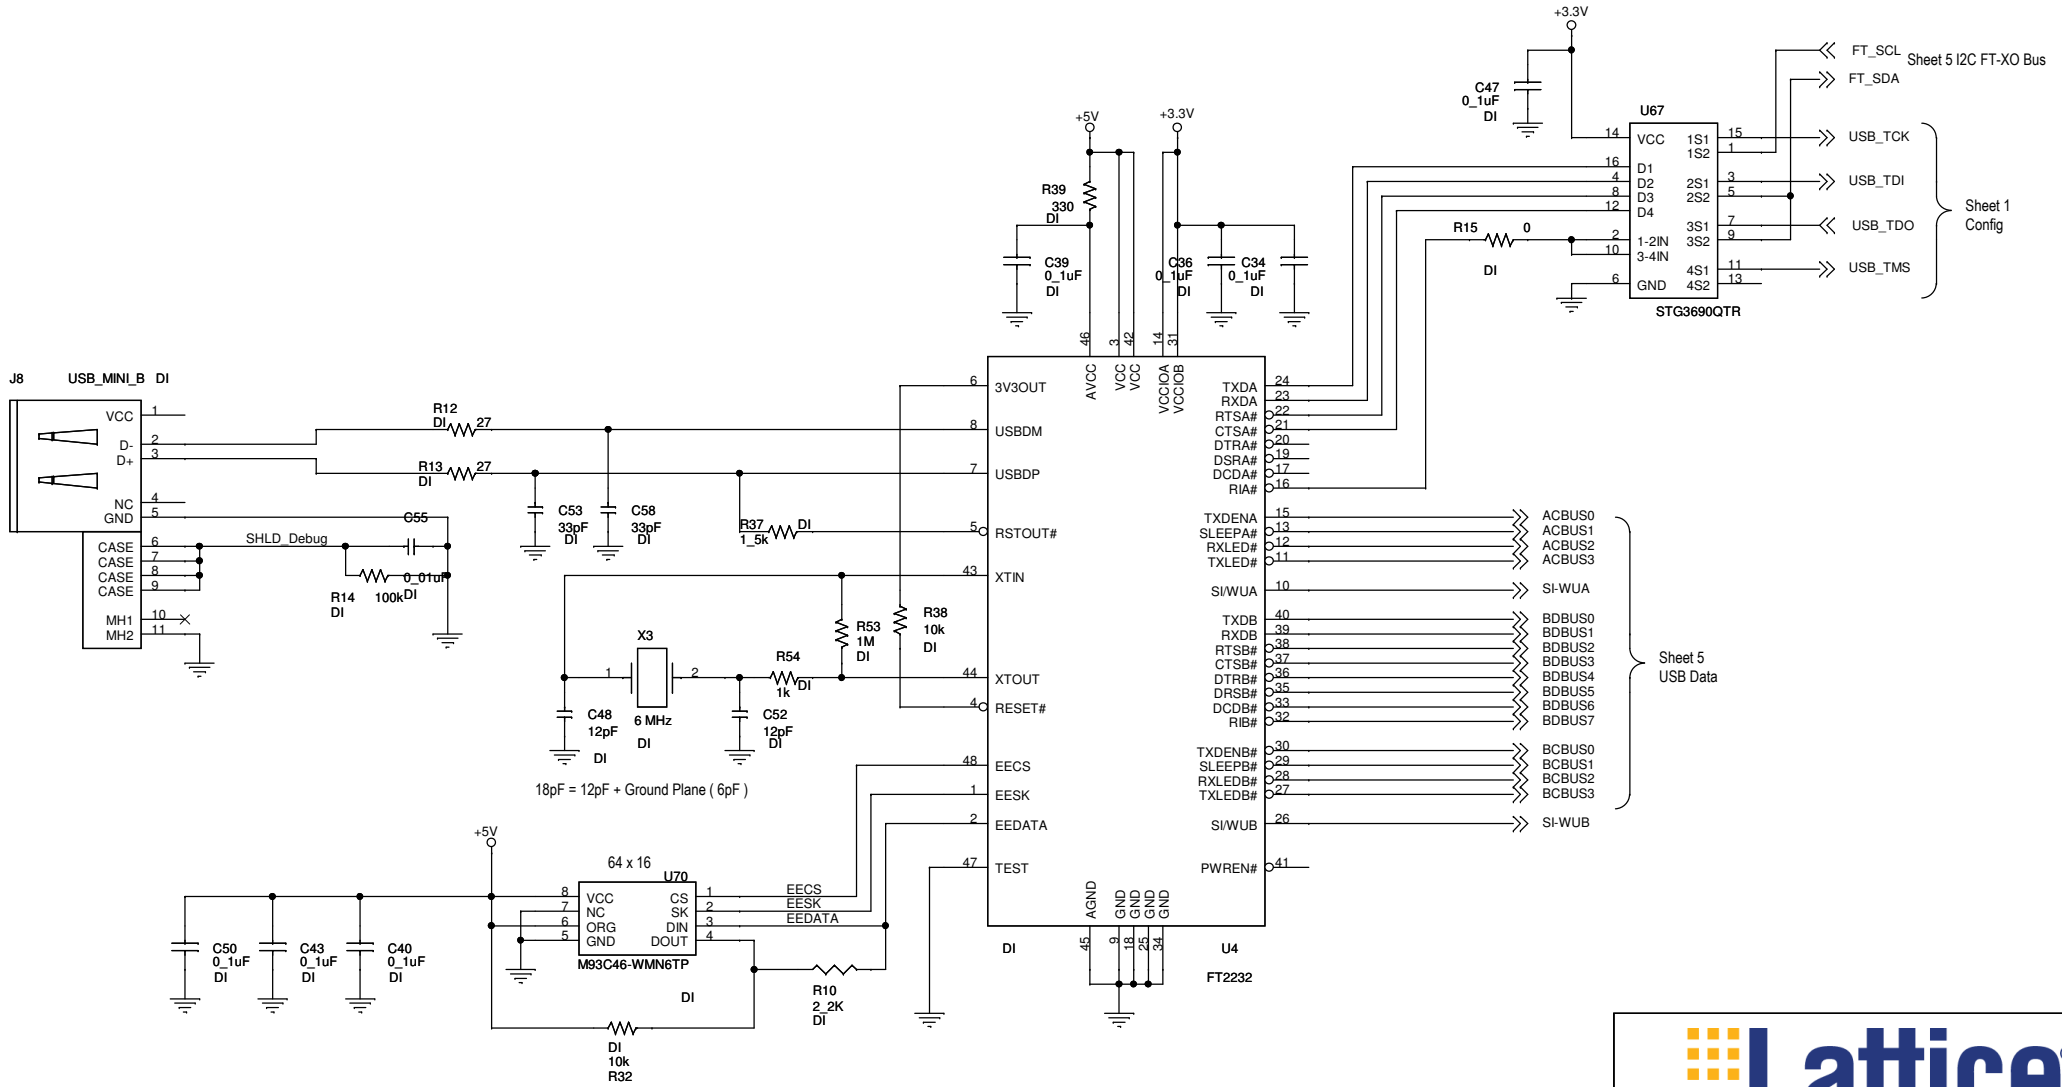 +3.3V
FT_SCL
Sheet 5 I2C FT-XO Bus
FT_SDA
C47
0_1uF
DI
U67
14 VCC 1S1 15 USB_TCK
1S2 1
16 D1
4 D2 2S1 3 USB_TDI
8 D3 2S2 5
12 D4
3S1 7 USB_TDO
2 1-2IN 3S2 9
10 3-4IN
4S1 11 USB_TMS
6 GND 4S2 13
STG3690QTR
Sheet 1
Config
R15 0
DI
+5V
+3.3V
R39
330
DI
C39
0_1uF
DI
C36
0_1uF
DI
C34
0_1uF
DI
46 3 42 14 31
AVCC VCC VCC VCCIOA VCCIOB
J8 USB_MINI_B DI
VCC 1
D- 2
D+ 3
NC 4
GND 5
CASE 6
CASE 7
CASE 8
CASE 9
MH1 10
MH2 11
SHLD_Debug
C55
0_01uF
DI
R14
DI
100k
R12
DI 27
R13 27
DI
C53
33pF
DI
C58
33pF
DI
R37
1_5k
DI
6 3V3OUT
8 USBDM
7 USBDP
5 RSTOUT#
43 XTIN
44 XTOUT
4 RESET#
48 EECS
1 EESK
2 EEDATA
47 TEST
R53
1M
DI
R38
10k
DI
X3
1 2
6 MHz
DI
R54
1k
DI
C48
12pF
DI
C52
12pF
DI
18pF = 12pF + Ground Plane ( 6pF )
TXDA 24
RXDA 23
RTSA# 22
CTSA# 21
DTRA# 20
DSRA# 19
DCDA# 17
RIA# 16
TXDENA 15 ACBUS0
SLEEPA# 13 ACBUS1
RXLED# 12 ACBUS2
TXLED# 11 ACBUS3
SI/WUA 10 SI-WUA
TXDB 40 BDBUS0
RXDB 39 BDBUS1
RTSB# 38 BDBUS2
CTSB# 37 BDBUS3
DTRB# 36 BDBUS4
DRSB# 35 BDBUS5
DCDB# 33 BDBUS6
RIB# 32 BDBUS7
TXDENB# 30 BCBUS0
SLEEPB# 29 BCBUS1
RXLEDB# 28 BCBUS2
TXLEDB# 27 BCBUS3
SI/WUB 26 SI-WUB
PWREN# 41
Sheet 5
USB Data
AGND GND GND GND GND
45 9 18 25 34
DI
U4
FT2232
+5V
64 x 16
U70
8 VCC CS 1 EECS
7 NC SK 2 EESK
6 ORG DIN 3 EEDATA
5 GND DOUT 4
M93C46-WMN6TP
DI
C50
0_1uF
DI
C43
0_1uF
DI
C40
0_1uF
DI
R10
2_2K
DI
DI
10k
R32
Lattice